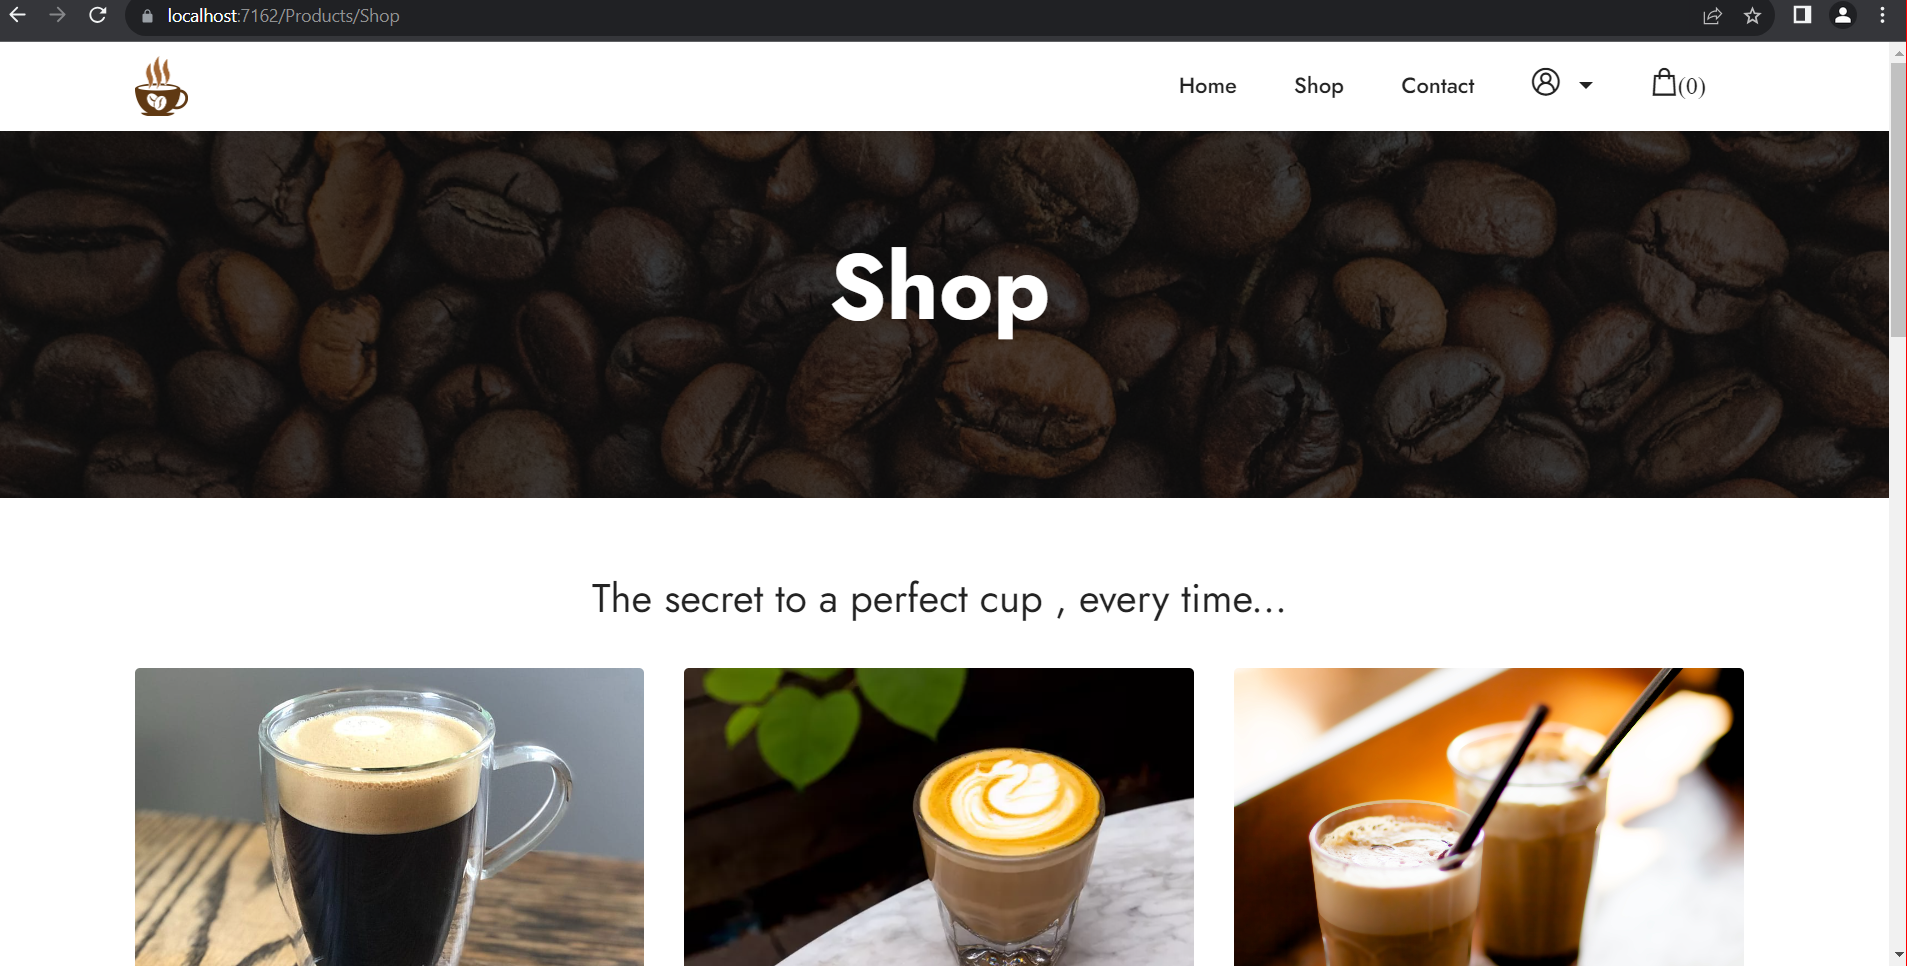 localhost:7162/Products/Shop
Home Shop Contact (0)
Shop
The secret to a perfect cup , every time...